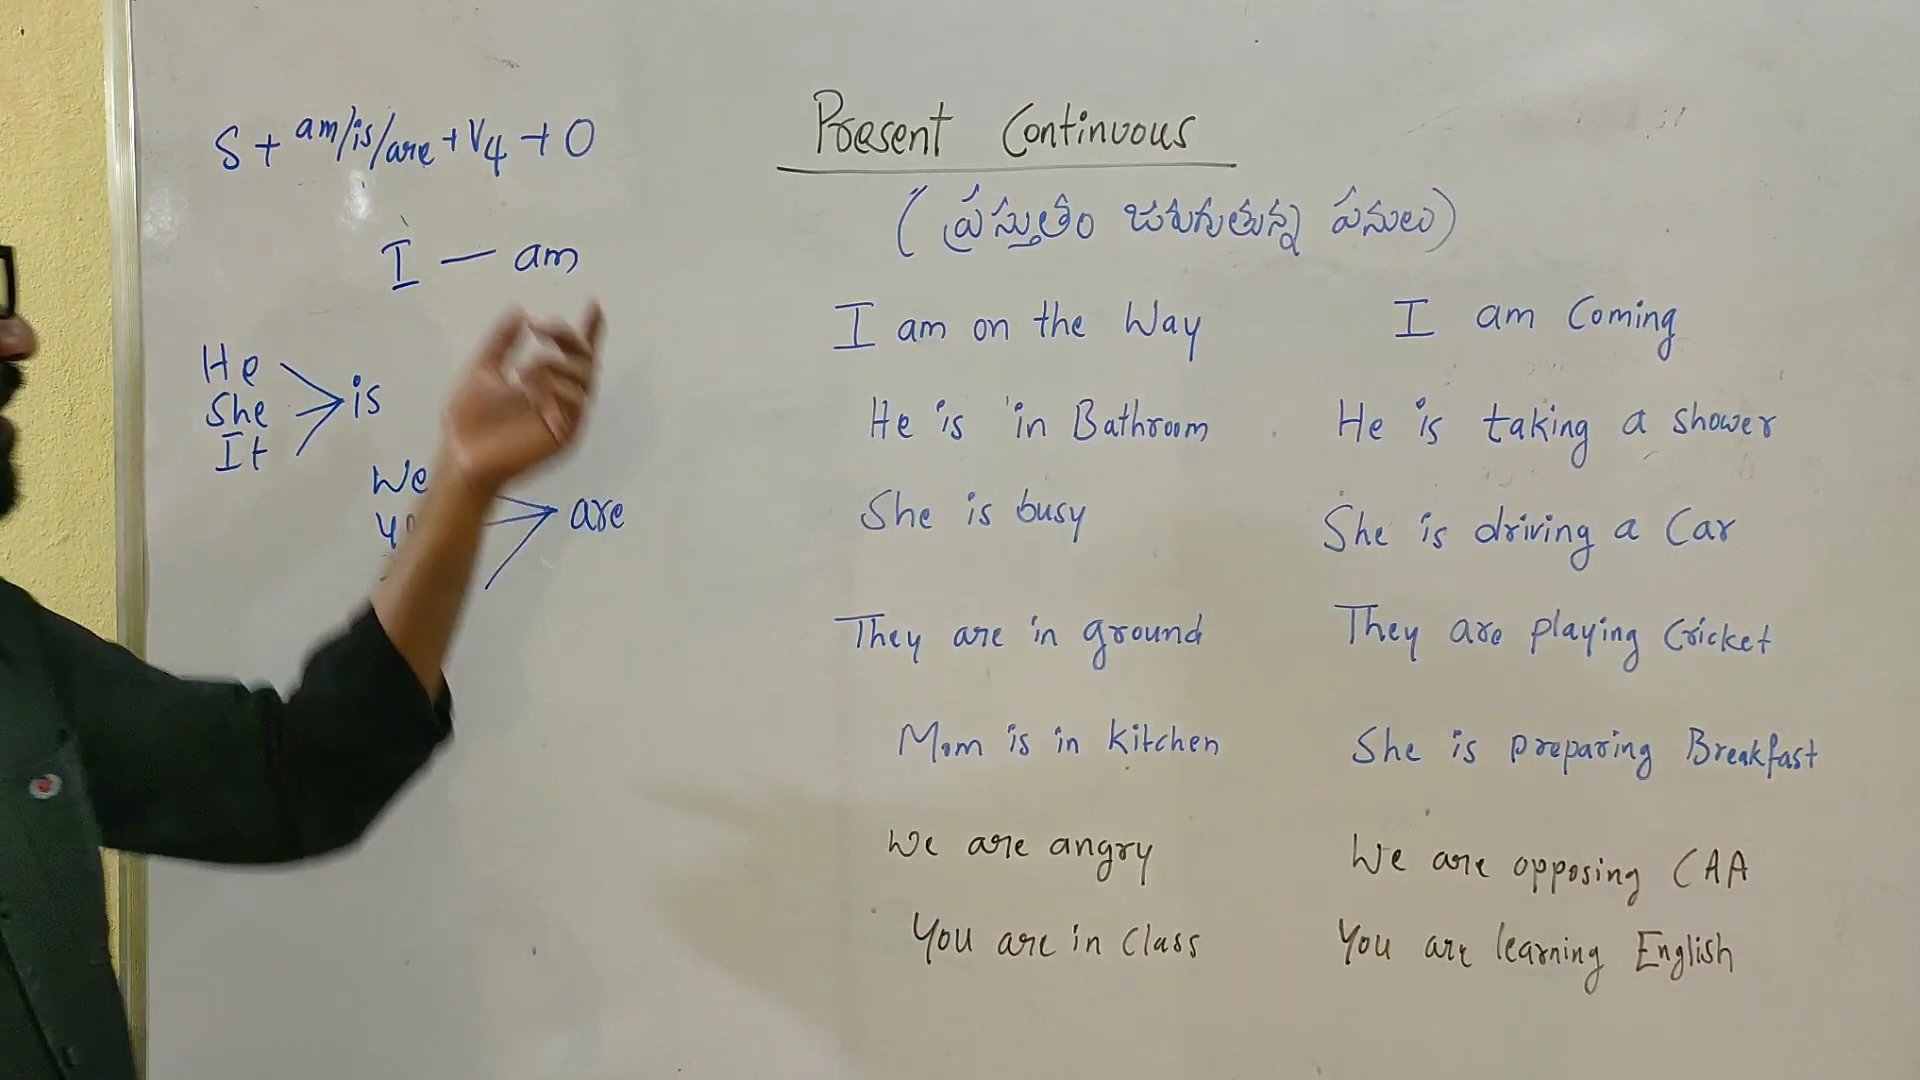 S + am/is/are + V4 + O
I — am
He
She
It
is
We
are
Present Continuous
(ప్రస్తుతం జరుగుతున్న పనులు)
I am on the Way
I am Coming
He is in Bathroom
He is taking a shower
She is busy
She is driving a Car
They are in ground
They are playing Cricket
Mom is in kitchen
She is preparing Breakfast
We are angry
We are opposing CAA
You are in Class
You are learning English